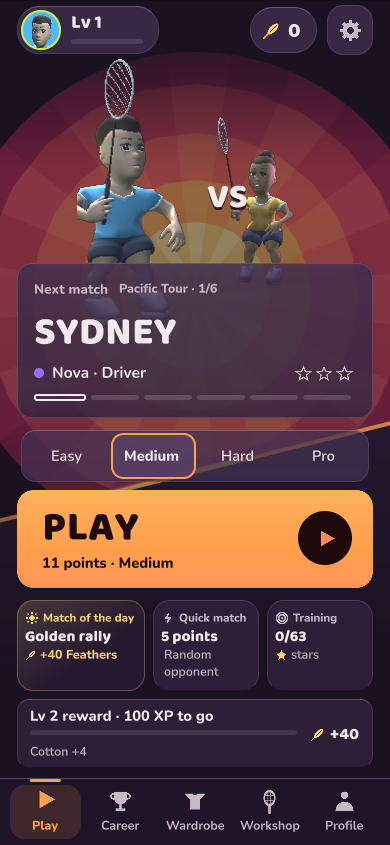 Lv 1
0
VS
Next match Pacific Tour · 1/6
SYDNEY
Nova · Driver
Easy Medium Hard Pro
PLAY
11 points · Medium
Match of the day
Golden rally
+40 Feathers
Quick match
5 points
Random
opponent
Training
0/63
stars
Lv 2 reward · 100 XP to go
+40
Cotton +4
Play Career Wardrobe Workshop Profile